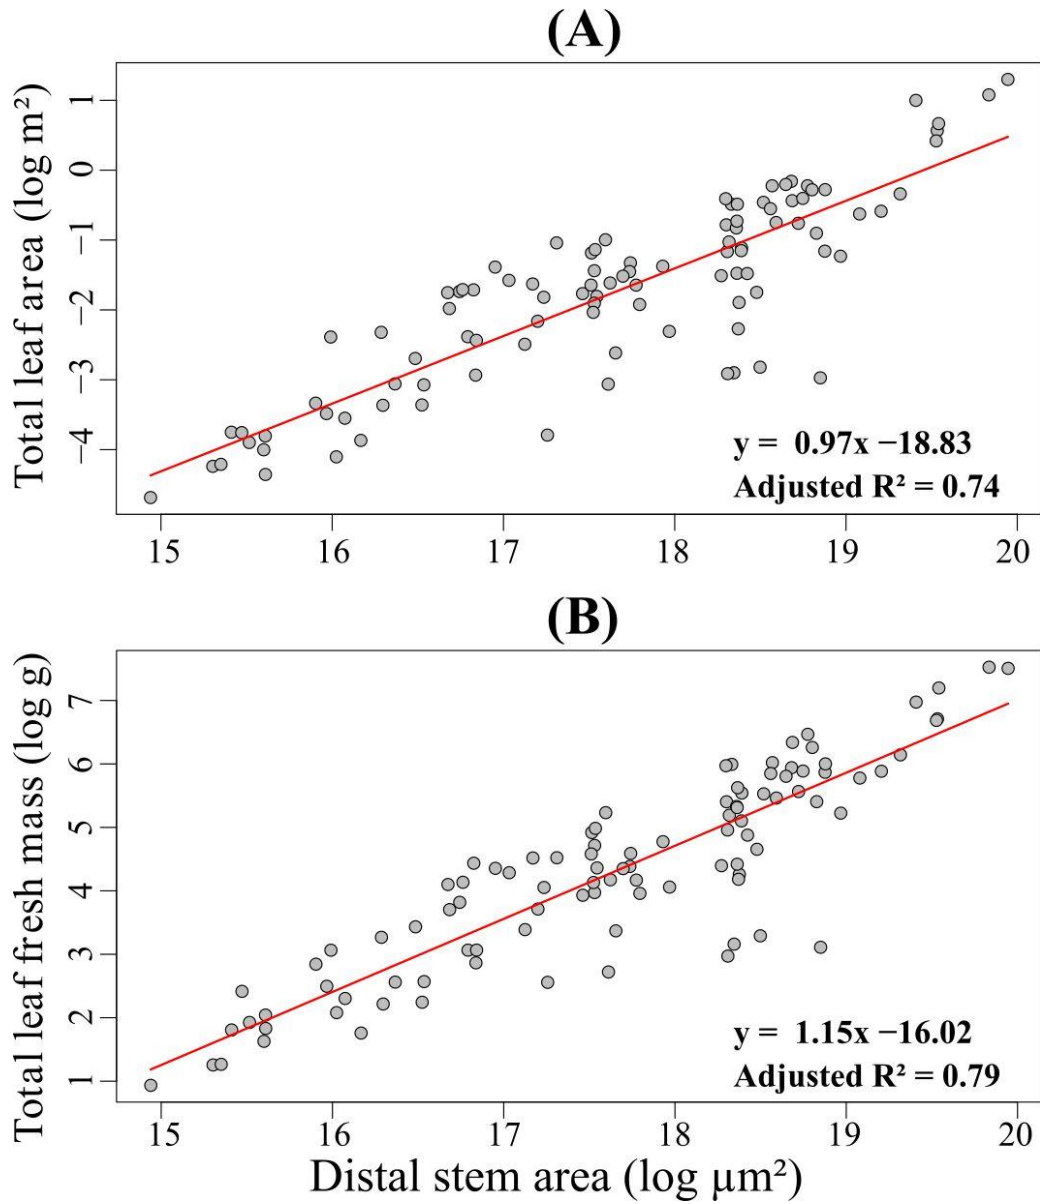 (A)
Total leaf area (log m²)
1
0
−1
−2
−3
−4
y = 0.97x −18.83
Adjusted R² = 0.74
15 16 17 18 19 20
(B)
Total leaf fresh mass (log g)
7
6
5
4
3
2
1
y = 1.15x −16.02
Adjusted R² = 0.79
15 16 17 18 19 20
Distal stem area (log µm²)